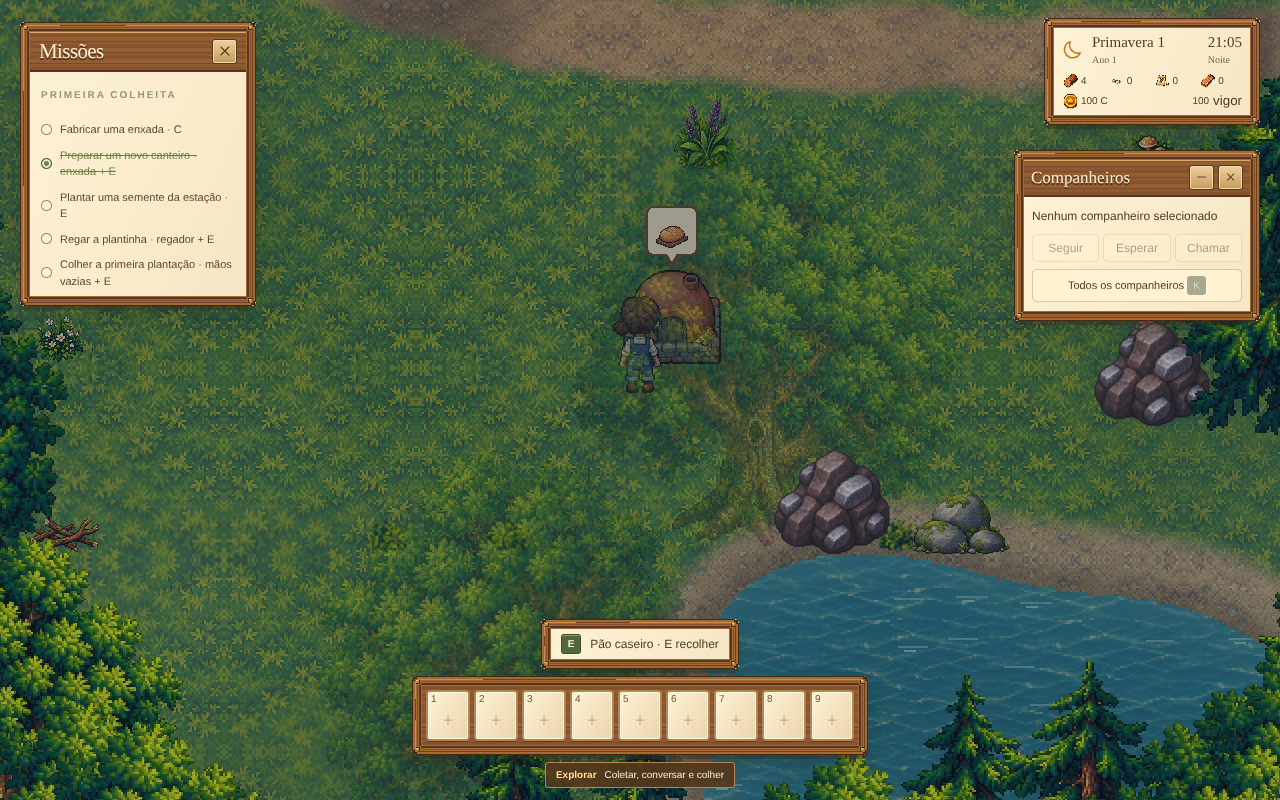 Missões
PRIMEIRA COLHEITA
Fabricar uma enxada · C
Preparar um novo canteiro ·
enxada + E
Plantar uma semente da estação ·
E
Regar a plantinha · regador + E
Colher a primeira plantação · mãos
vazias + E
Primavera 1
21:05
Ano 1
Noite
4
0
0
0
100 C
100 vigor
Companheiros
Nenhum companheiro selecionado
Seguir
Esperar
Chamar
Todos os companheiros K
E Pão caseiro · E recolher
1 2 3 4 5 6 7 8 9
Explorar Coletar, conversar e colher